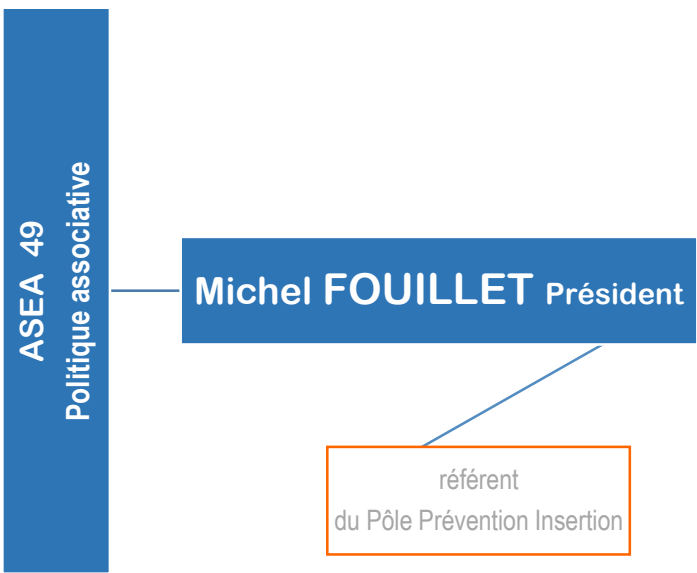 ASEA 49
Politique associative
Michel FOUILLET Président
référent
du Pôle Prévention Insertion